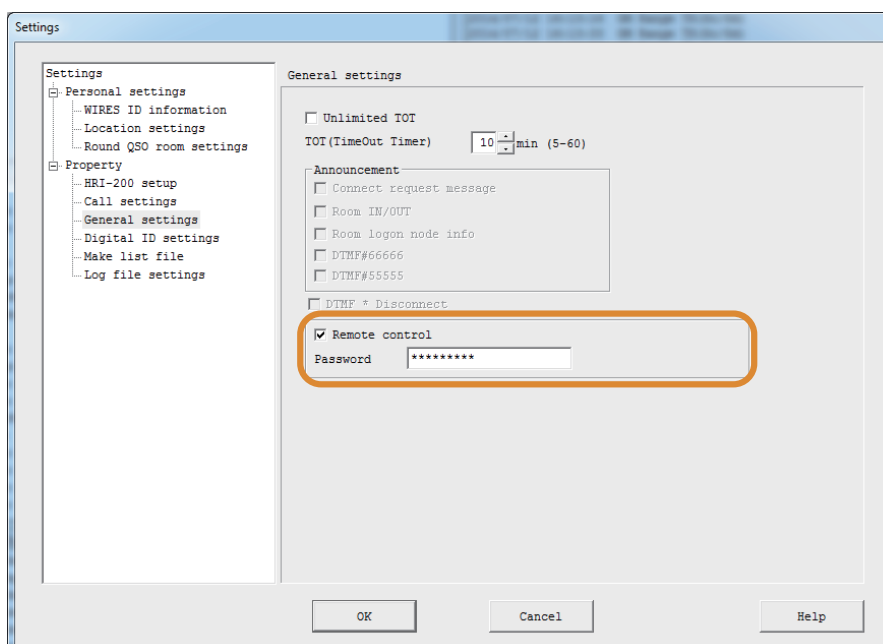 Settings
Settings
Personal settings
WIRES ID information
Location settings
Round QSO room settings
Property
HRI-200 setup
Call settings
General settings
Digital ID settings
Make list file
Log file settings
General settings
Unlimited TOT
TOT(TimeOut Timer) 10 min (5-60)
Announcement
Connect request message
Room IN/OUT
Room logon node info
DTMF#66666
DTMF#55555
DTMF * Disconnect
Remote control
Password *********
OK Cancel Help